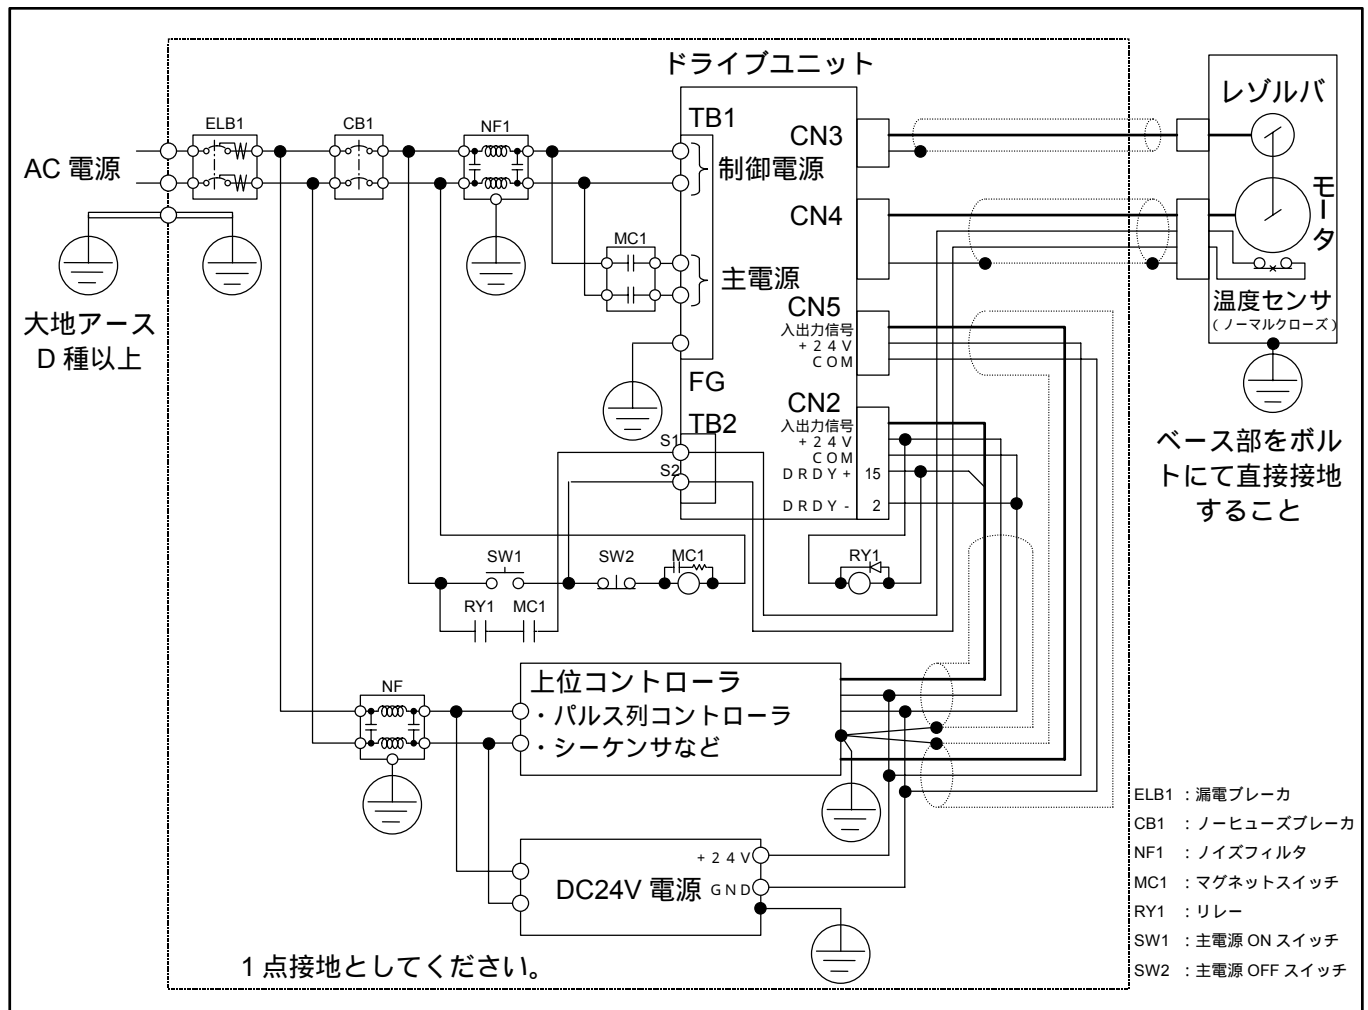 ドライブユニット
レゾルバ
ELB1
CB1
NF1
TB1
CN3
AC 電源
制御電源
CN4
モータ
MC1
主電源
CN5
入出力信号
+24V
COM
温度センサ
(ノーマルクローズ)
大地アース
D 種以上
FG
CN2
入出力信号
+24V
COM
TB2
S1
S2
DRDY+ 15
DRDY- 2
ベース部をボル
トにて直接接地
すること
SW1
SW2
MC1
RY1
RY1
MC1
NF
上位コントローラ
・パルス列コントローラ
・シーケンサなど
DC24V 電源
+24V
GND
ELB1 :漏電ブレーカ
CB1 :ノーヒューズブレーカ
NF1 :ノイズフィルタ
MC1 :マグネットスイッチ
RY1 :リレー
SW1 :主電源 ON スイッチ
SW2 :主電源 OFF スイッチ
1 点接地としてください。